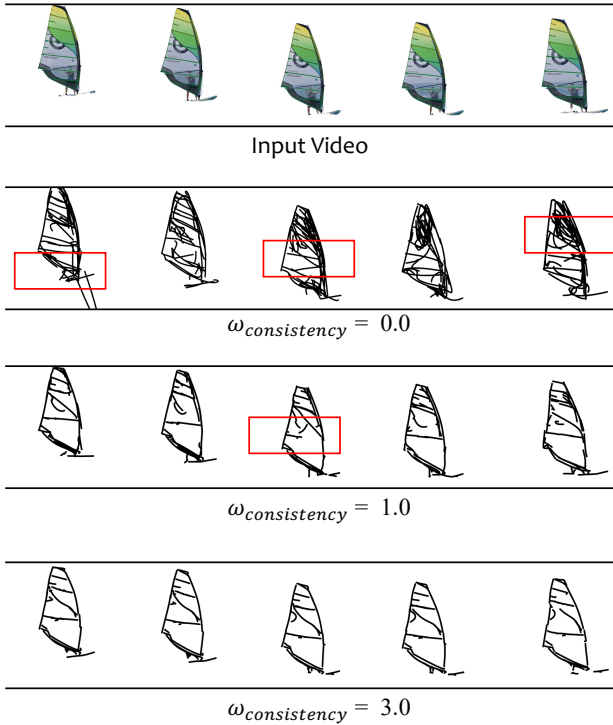 Input Video
ω_consistency = 0.0
ω_consistency = 1.0
ω_consistency = 3.0